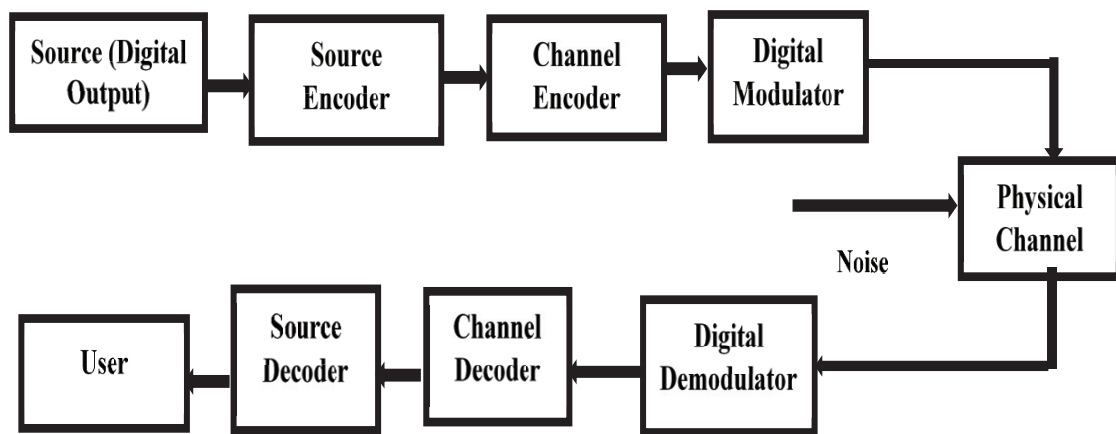 Source (Digital
Output)
Source
Encoder
Channel
Encoder
Digital
Modulator
Physical
Channel
Noise
Digital
Demodulator
Channel
Decoder
Source
Decoder
User